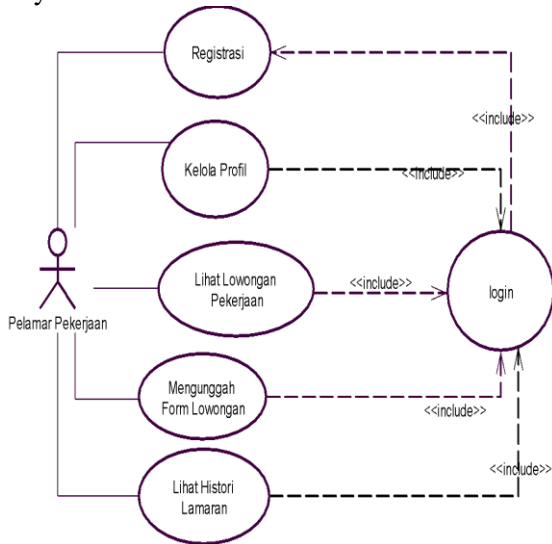 Registrasi
<<include>>
Kelola Profil
<<include>>
Lihat Lowongan
Pekerjaan
<<include>>
login
Pelamar Pekerjaan
Mengunggah
Form Lowongan
<<include>>
Lihat Histori
Lamaran
<<include>>